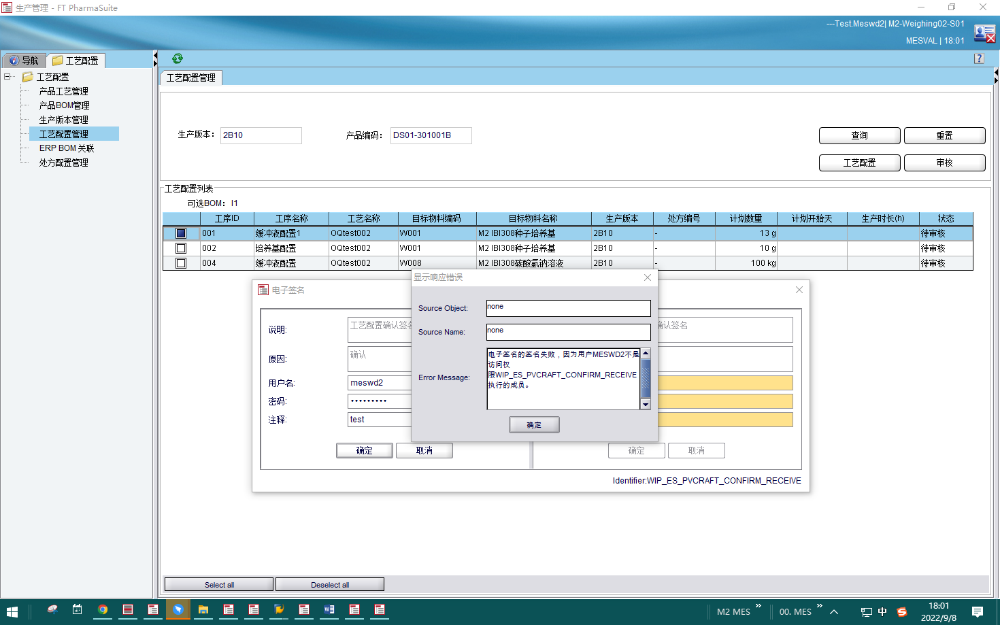 生产管理 - FT PharmaSuite
---Test.Meswd2| M2-Weighing02-S01
MESVAL | 18:01
导航
工艺配置
工艺配置
产品工艺管理
产品BOM管理
生产版本管理
工艺配置管理
ERP BOM 关联
处方配置管理
工艺配置管理
生产版本: 2B10 产品编码: DS01-301001B 查询 重置
工艺配置 审核
工艺配置列表
可选BOM: I1
工序ID 工序名称 工艺名称 目标物料编码 目标物料名称 生产版本 处方编号 计划数量 计划开始天 生产时长(h) 状态
001 缓冲液配置1 OQtest002 W001 M2 IBI308种子培养基 2B10 - 13 g 待审核
002 培养基配置 OQtest002 W001 M2 IBI308种子培养基 2B10 - 10 g 待审核
004 缓冲液配置 OQtest002 W008 M2 IBI308碳酸氢钠溶液 2B10 - 100 kg 待审核
电子签名
说明: 工艺配置确认签名
确认签名
原因: 确认
用户名: meswd2
密码: •••••••••
注释: test
确定 取消
确定 取消
Identifier:WIP_ES_PVCRAFT_CONFIRM_RECEIVE
显示响应错误
Source Object: none
Source Name: none
Error Message:
电子签名的签名失败，因为用户MESWD2不是
访问权
限WIP_ES_PVCRAFT_CONFIRM_RECEIVE
执行的成员。
确定
Select all Deselect all
M2 MES » 00. MES » 中 18:01
2022/9/8